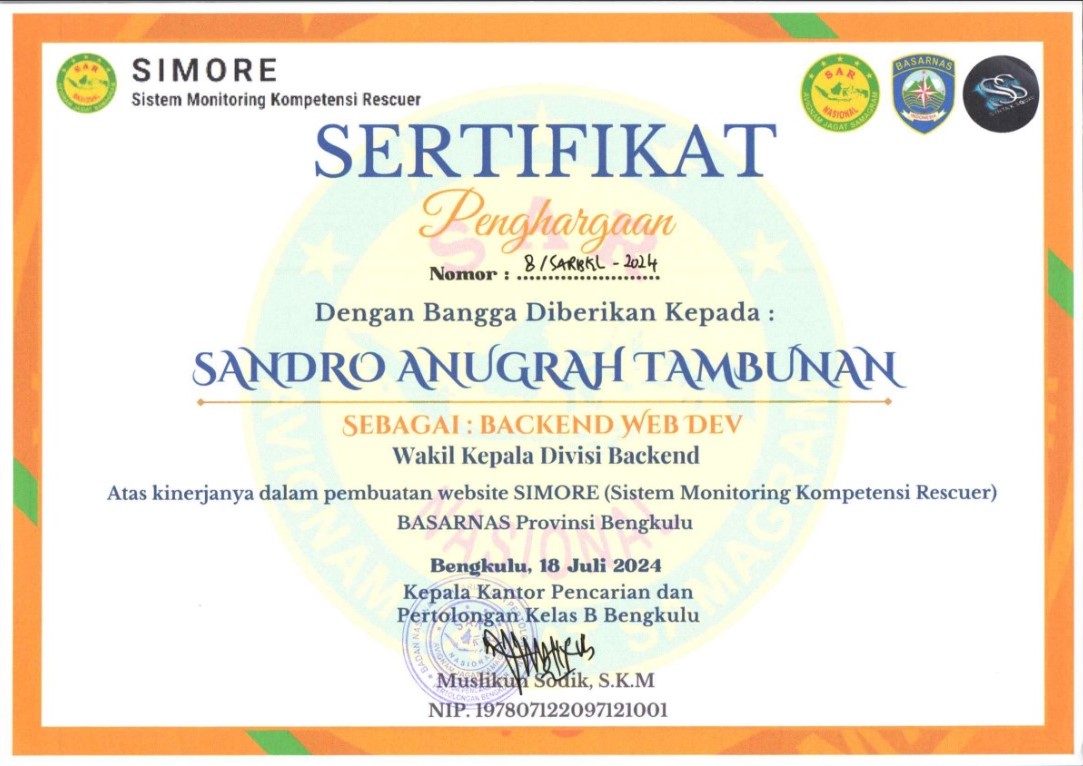 SIMORE
Sistem Monitoring Kompetensi Rescuer
SAR
NASIONAL
AVIGNAM JAGAT SAMAGRAM
BASARNAS
INDONESIA
SERTIFIKAT
Penghargaan
Nomor : 8/SARBKL - 2024
Dengan Bangga Diberikan Kepada :
SANDRO ANUGRAH TAMBUNAN
SEBAGAI : BACKEND WEB DEV
Wakil Kepala Divisi Backend
Atas kinerjanya dalam pembuatan website SIMORE (Sistem Monitoring Kompetensi Rescuer)
BASARNAS Provinsi Bengkulu
Bengkulu, 18 Juli 2024
Kepala Kantor Pencarian dan
Pertolongan Kelas B Bengkulu
Muslikun Sodik, S.K.M
NIP. 197807122097121001